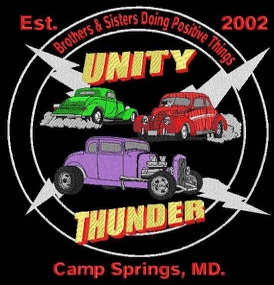 Est. 2002
Brothers & Sisters Doing Positive Things
UNITY
THUNDER
Camp Springs, MD.